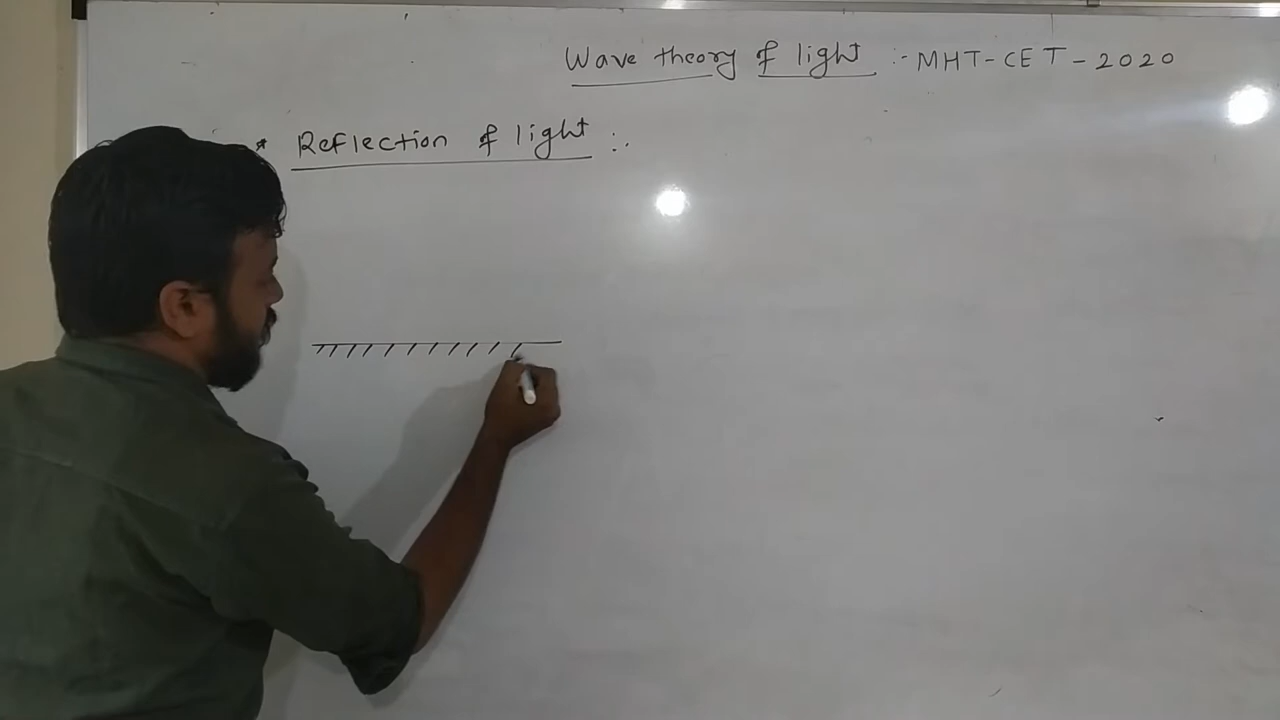 Wave theory of light :- MHT-CET-2020
* Reflection of light :.